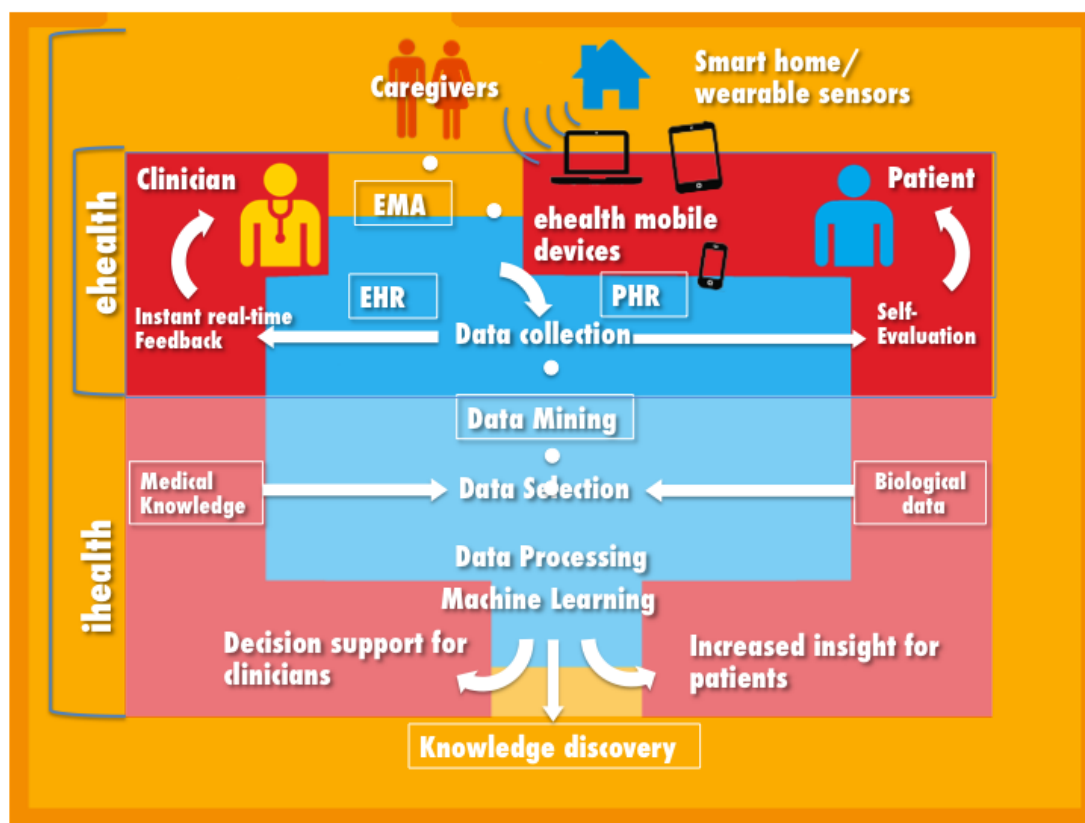 Caregivers
Smart home/
wearable sensors
ehealth
Clinician
EMA
ehealth mobile
devices
Patient
EHR
PHR
Instant real-time
Feedback
Data collection
Self-
Evaluation
ihealth
Data Mining
Medical
Knowledge
Data Selection
Biological
data
Data Processing
Machine Learning
Decision support for
clinicians
Increased insight for
patients
Knowledge discovery